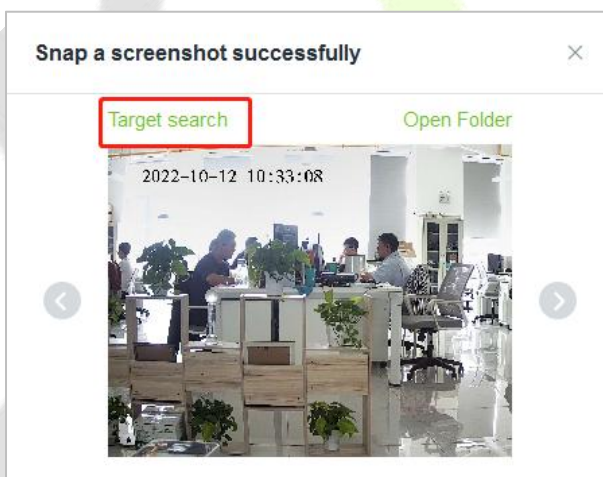 Snap a screenshot successfully
Target search
Open Folder
2022-10-12 10:33:08